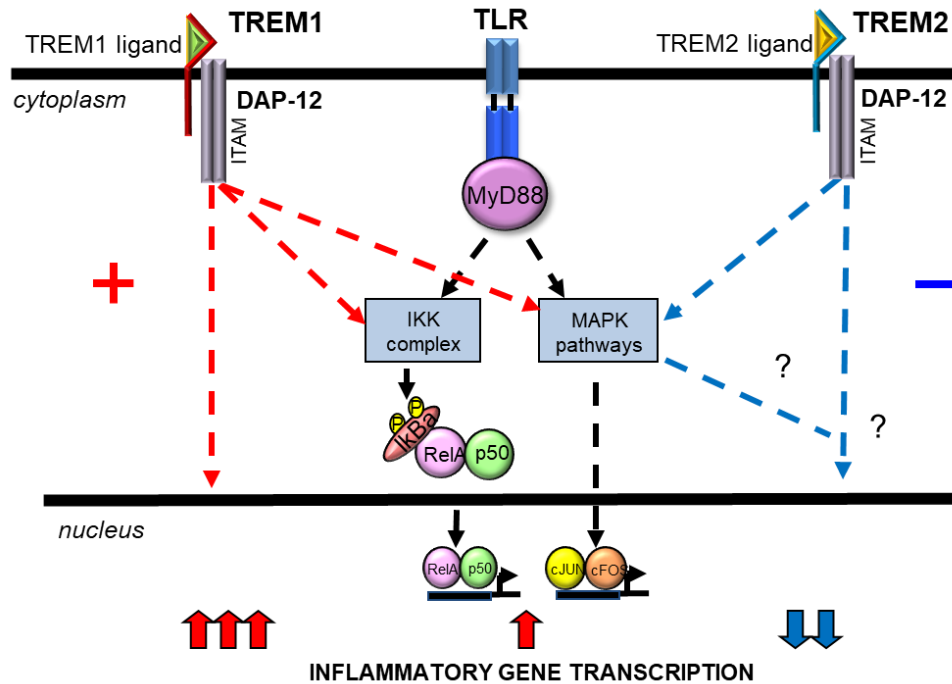 TREM1
TLR
TREM2
TREM1 ligand
TREM2 ligand
cytoplasm
DAP-12
DAP-12
ITAM
ITAM
MyD88
+
–
IKK
complex
MAPK
pathways
?
?
P
P
IkBa
RelA
p50
nucleus
RelA
p50
cJUN
cFOS
INFLAMMATORY GENE TRANSCRIPTION